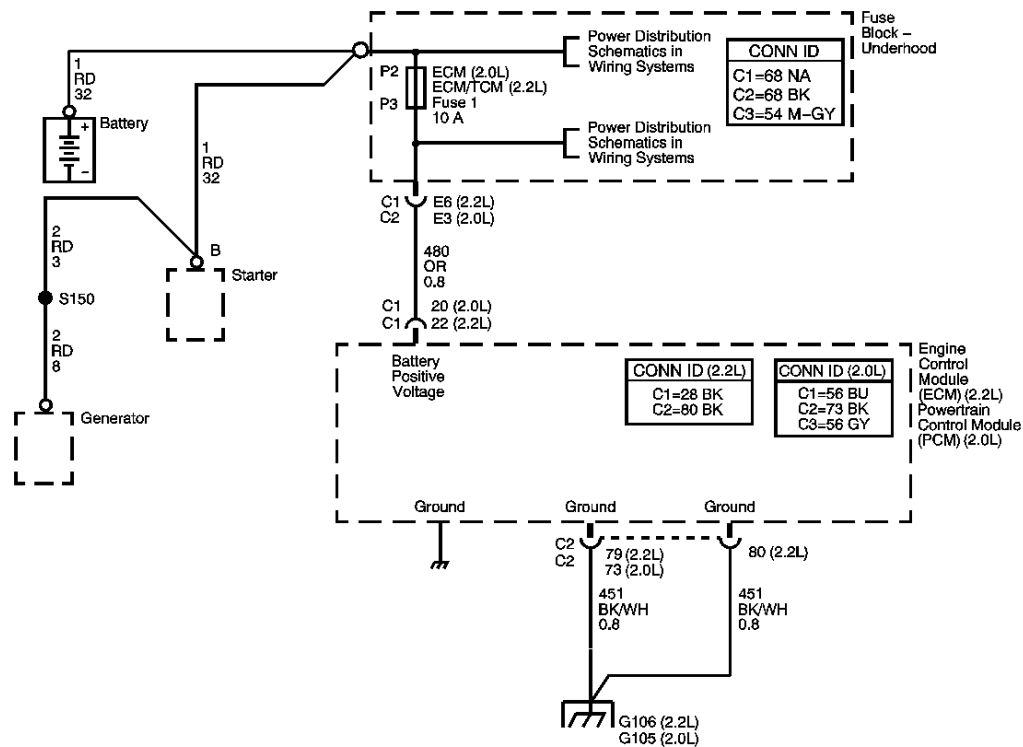 Fuse
Block –
Underhood
Power Distribution
Schematics in
Wiring Systems
CONN ID
C1=68 NA
C2=68 BK
C3=54 M–GY
P2
P3
ECM (2.0L)
ECM/TCM (2.2L)
Fuse 1
10 A
Power Distribution
Schematics in
Wiring Systems
1
RD
32
Battery
+
–
1
RD
32
C1
C2
E6 (2.2L)
E3 (2.0L)
2
RD
3
B
Starter
480
OR
0.8
S150
C1
C1
20 (2.0L)
22 (2.2L)
2
RD
8
Generator
Battery
Positive
Voltage
CONN ID (2.2L)
C1=28 BK
C2=80 BK
CONN ID (2.0L)
C1=56 BU
C2=73 BK
C3=56 GY
Engine
Control
Module
(ECM) (2.2L)
Powertrain
Control Module
(PCM) (2.0L)
Ground
Ground
Ground
C2
C2
79 (2.2L)
73 (2.0L)
80 (2.2L)
451
BK/WH
0.8
451
BK/WH
0.8
G106 (2.2L)
G105 (2.0L)